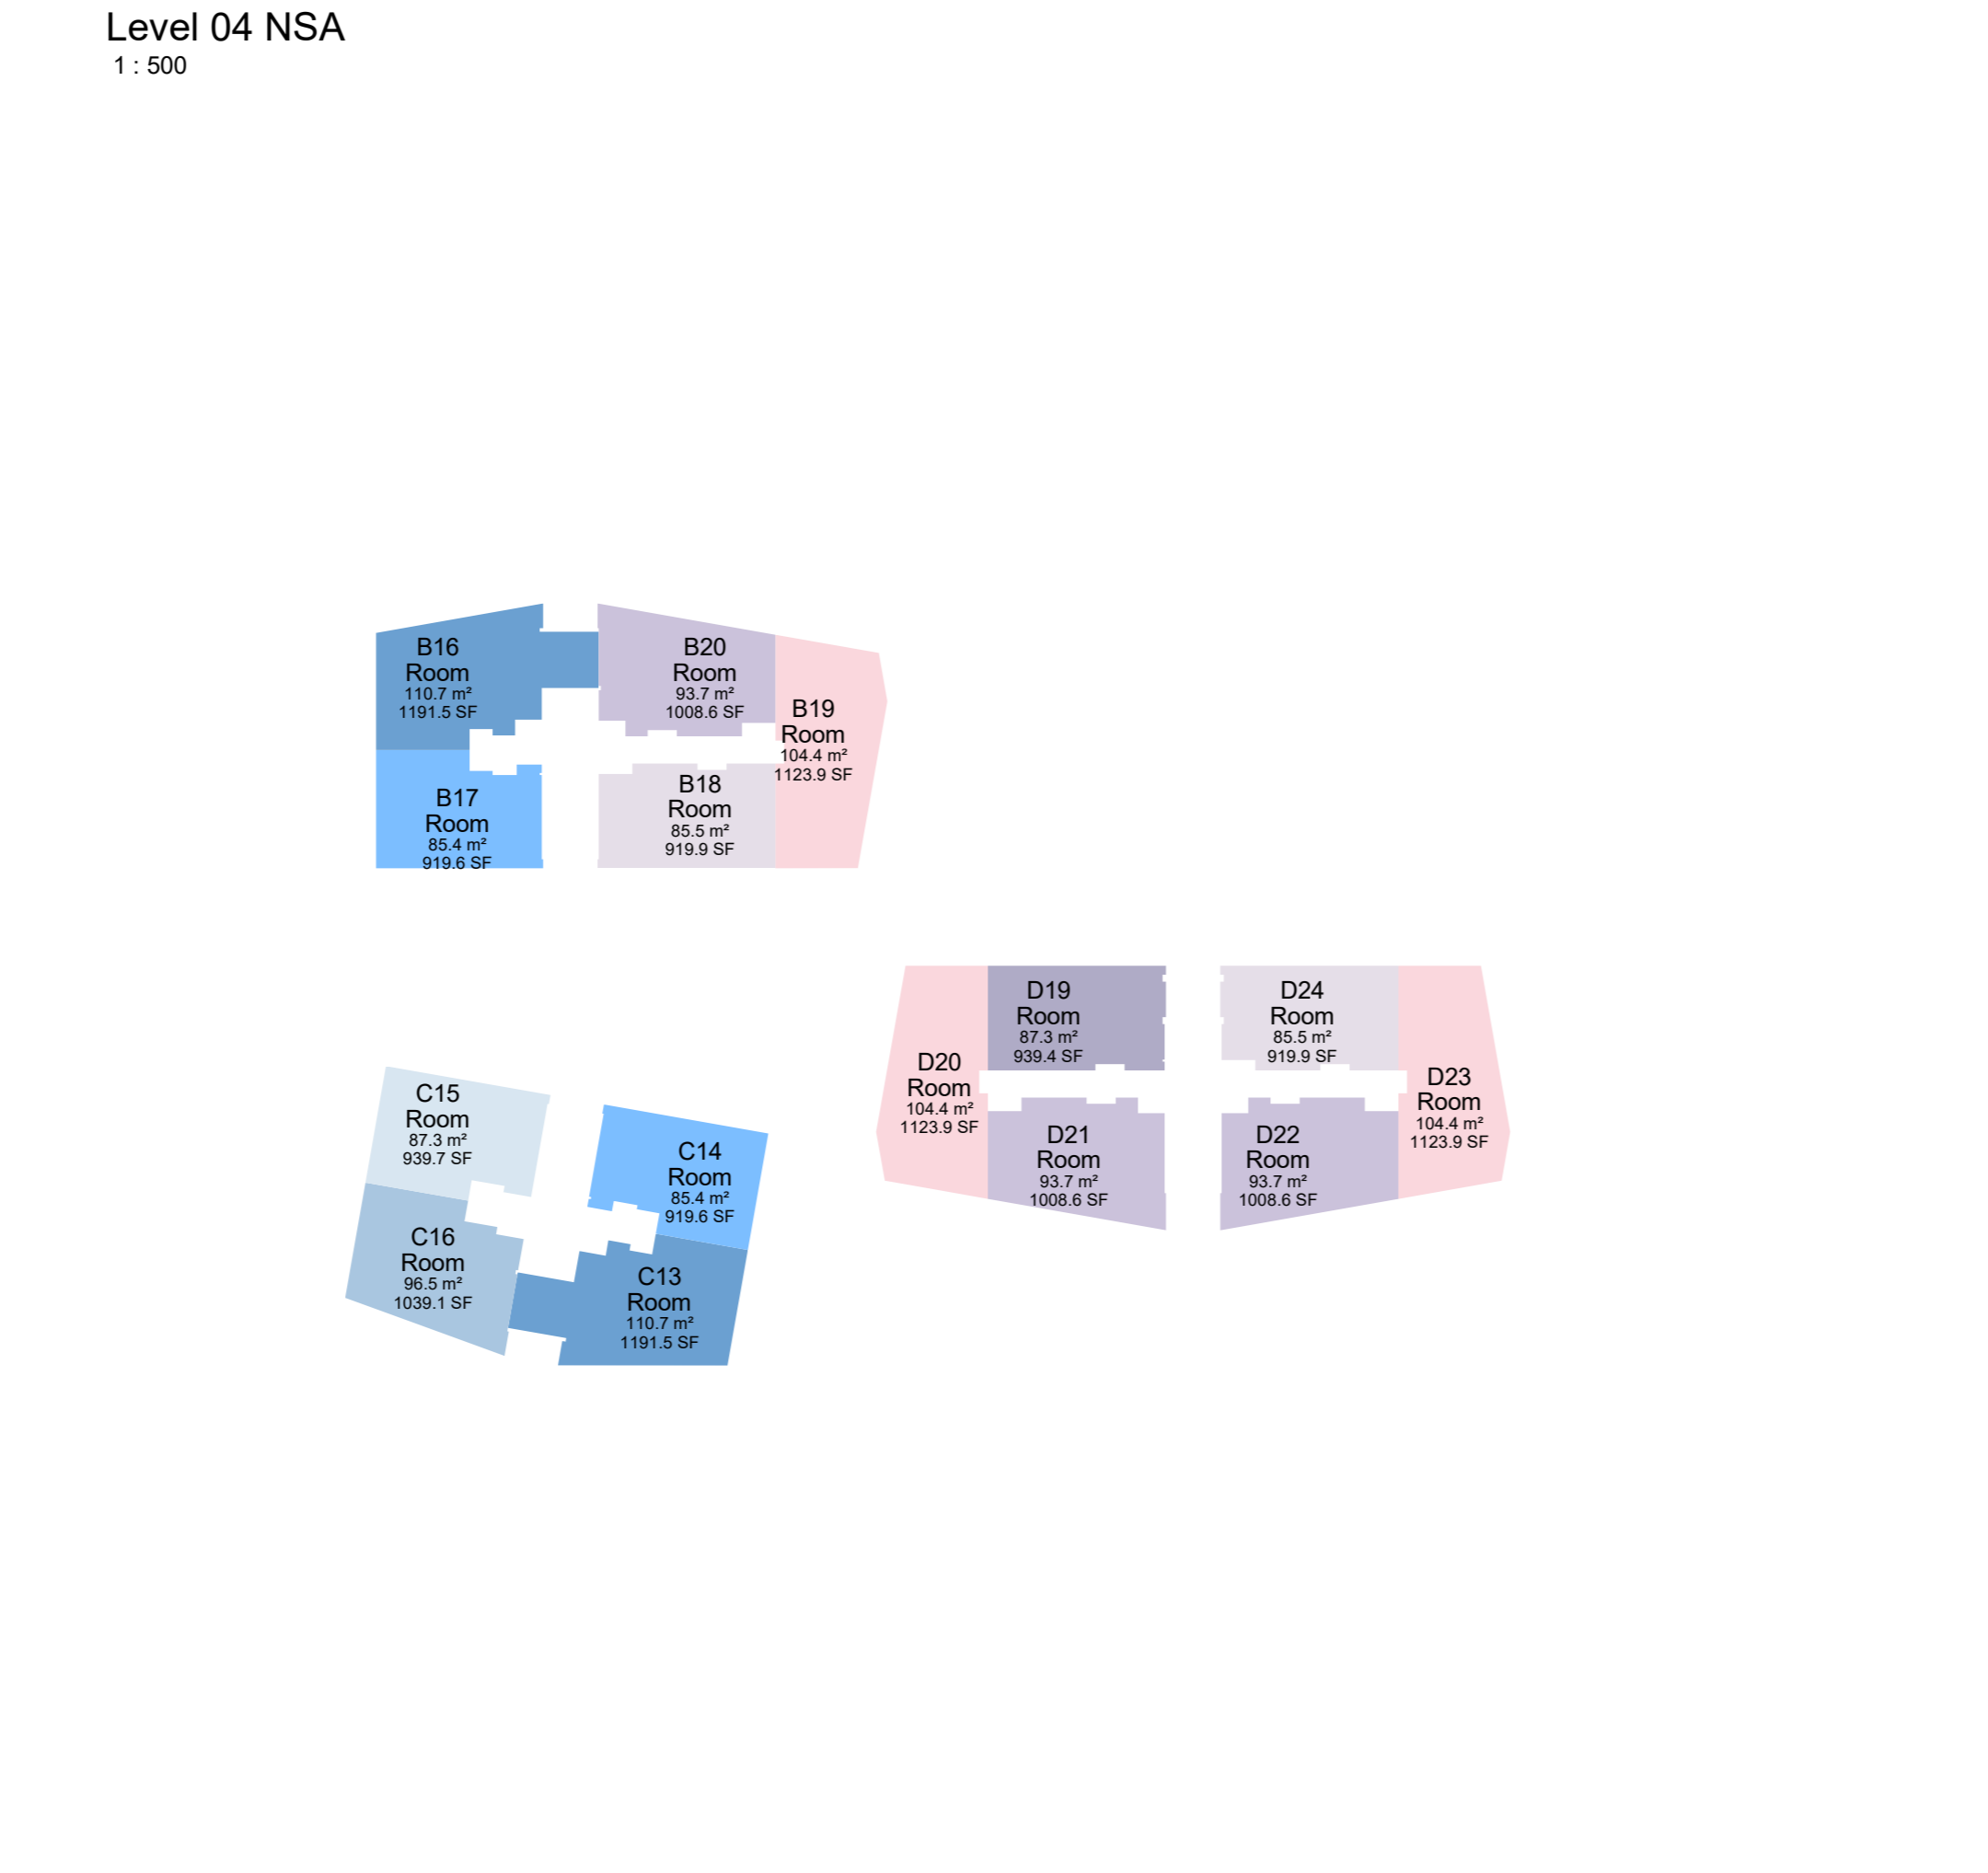 Level 04 NSA
1 : 500
B16
Room
110.7 m²
1191.5 SF
B20
Room
93.7 m²
1008.6 SF
B19
Room
104.4 m²
1123.9 SF
B17
Room
85.4 m²
919.6 SF
B18
Room
85.5 m²
919.9 SF
D19
Room
87.3 m²
939.4 SF
D24
Room
85.5 m²
919.9 SF
D20
Room
104.4 m²
1123.9 SF
D23
Room
104.4 m²
1123.9 SF
D21
Room
93.7 m²
1008.6 SF
D22
Room
93.7 m²
1008.6 SF
C15
Room
87.3 m²
939.7 SF
C14
Room
85.4 m²
919.6 SF
C16
Room
96.5 m²
1039.1 SF
C13
Room
110.7 m²
1191.5 SF